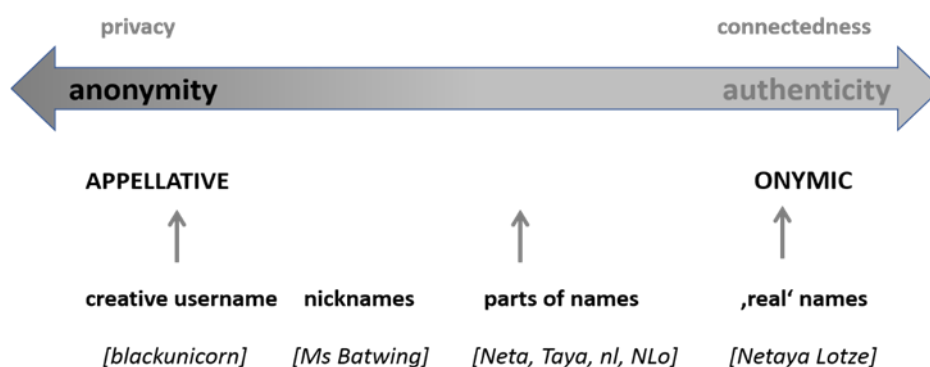 privacy connectedness
anonymity authenticity
APPELLATIVE ONYMIC
creative username nicknames parts of names ‚real‘ names
[blackunicorn] [Ms Batwing] [Neta, Taya, nl, NLo] [Netaya Lotze]